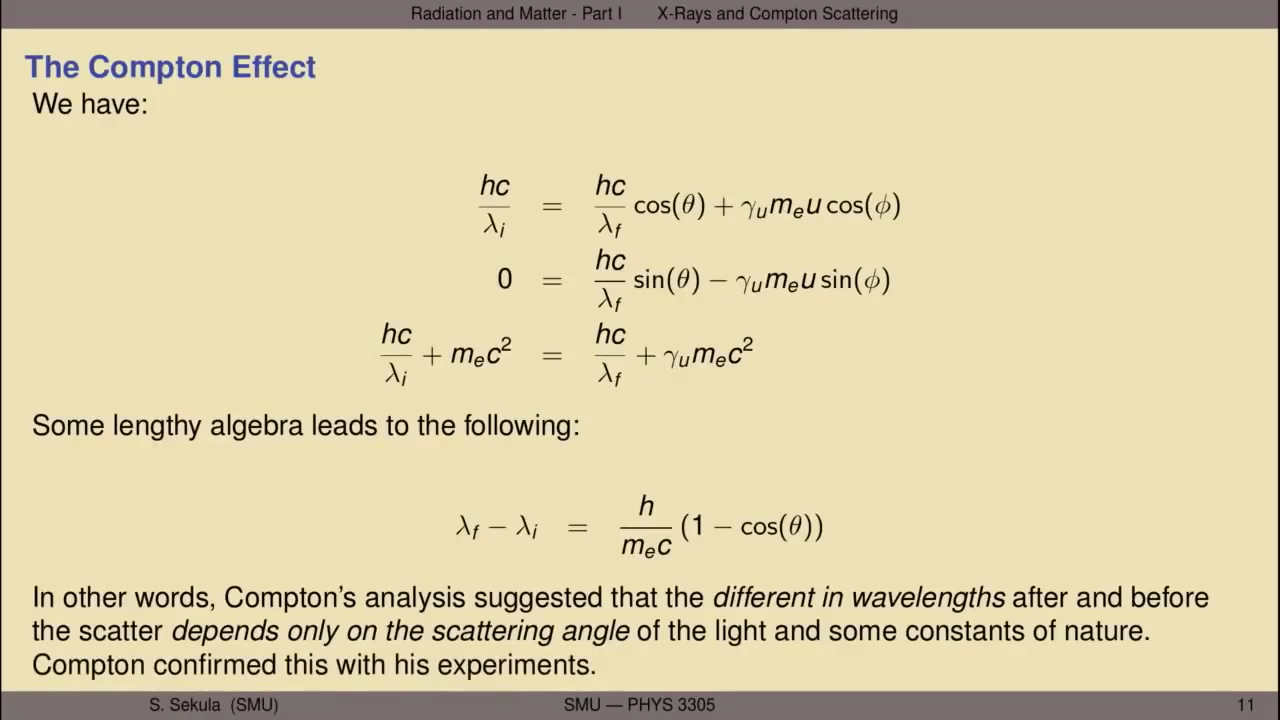 Radiation and Matter - Part I X-Rays and Compton Scattering
The Compton Effect
We have:
hc/λ_i = hc/λ_f cos(θ) + γ_u m_e u cos(ϕ)
0 = hc/λ_f sin(θ) − γ_u m_e u sin(ϕ)
hc/λ_i + m_e c² = hc/λ_f + γ_u m_e c²
Some lengthy algebra leads to the following:
λ_f − λ_i = h/(m_e c) (1 − cos(θ))
In other words, Compton's analysis suggested that the different in wavelengths after and before
the scatter depends only on the scattering angle of the light and some constants of nature.
Compton confirmed this with his experiments.
S. Sekula (SMU) SMU — PHYS 3305 11